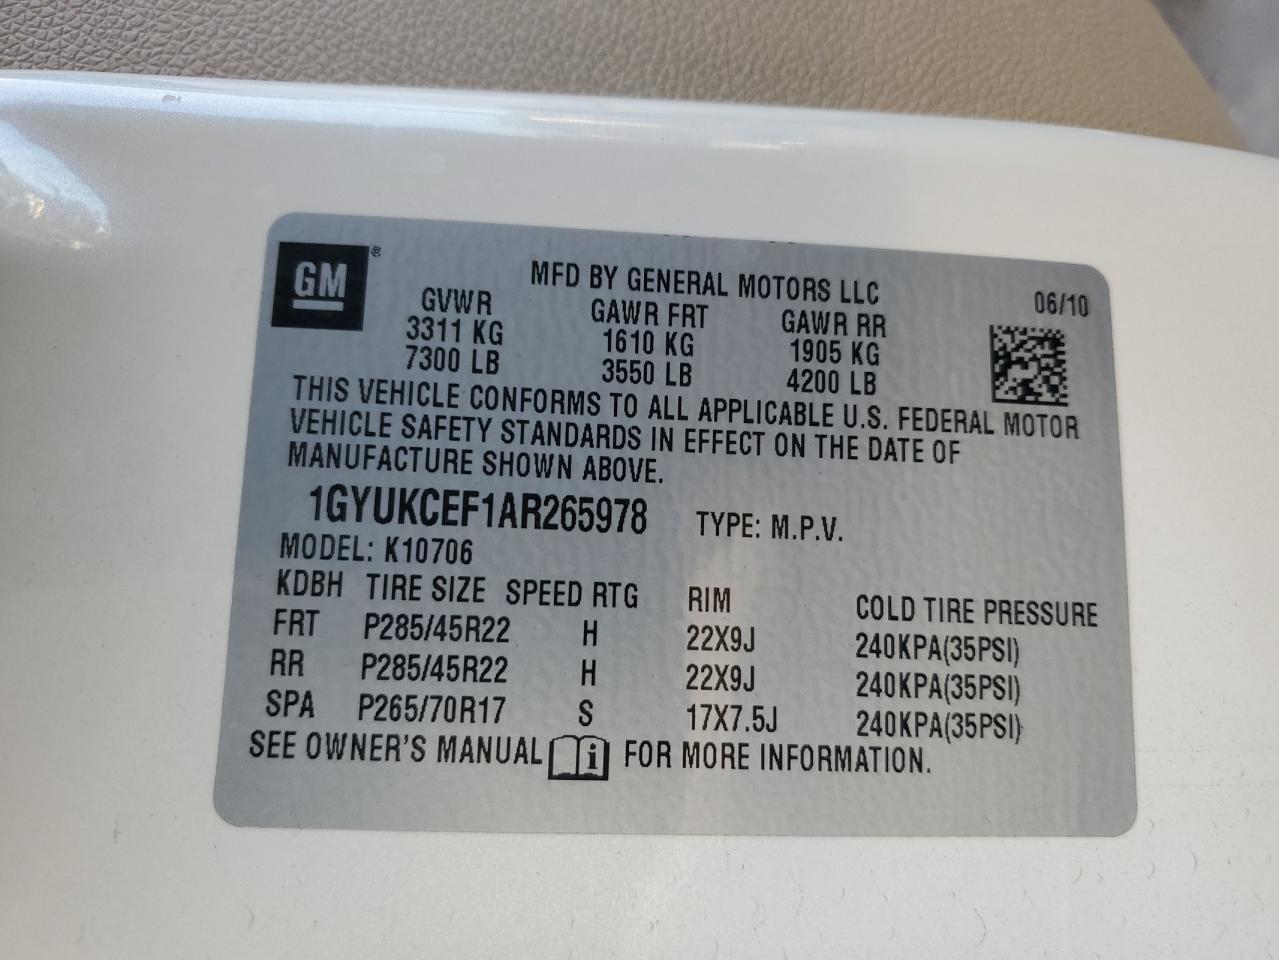 GM ®
MFD BY GENERAL MOTORS LLC
06/10
GVWR GAWR FRT GAWR RR
3311 KG 1610 KG 1905 KG
7300 LB 3550 LB 4200 LB
THIS VEHICLE CONFORMS TO ALL APPLICABLE U.S. FEDERAL MOTOR
VEHICLE SAFETY STANDARDS IN EFFECT ON THE DATE OF
MANUFACTURE SHOWN ABOVE.
1GYUKCEF1AR265978 TYPE: M.P.V.
MODEL: K10706
KDBH TIRE SIZE SPEED RTG RIM COLD TIRE PRESSURE
FRT P285/45R22 H 22X9J 240KPA(35PSI)
RR P285/45R22 H 22X9J 240KPA(35PSI)
SPA P265/70R17 S 17X7.5J 240KPA(35PSI)
SEE OWNER'S MANUAL i FOR MORE INFORMATION.